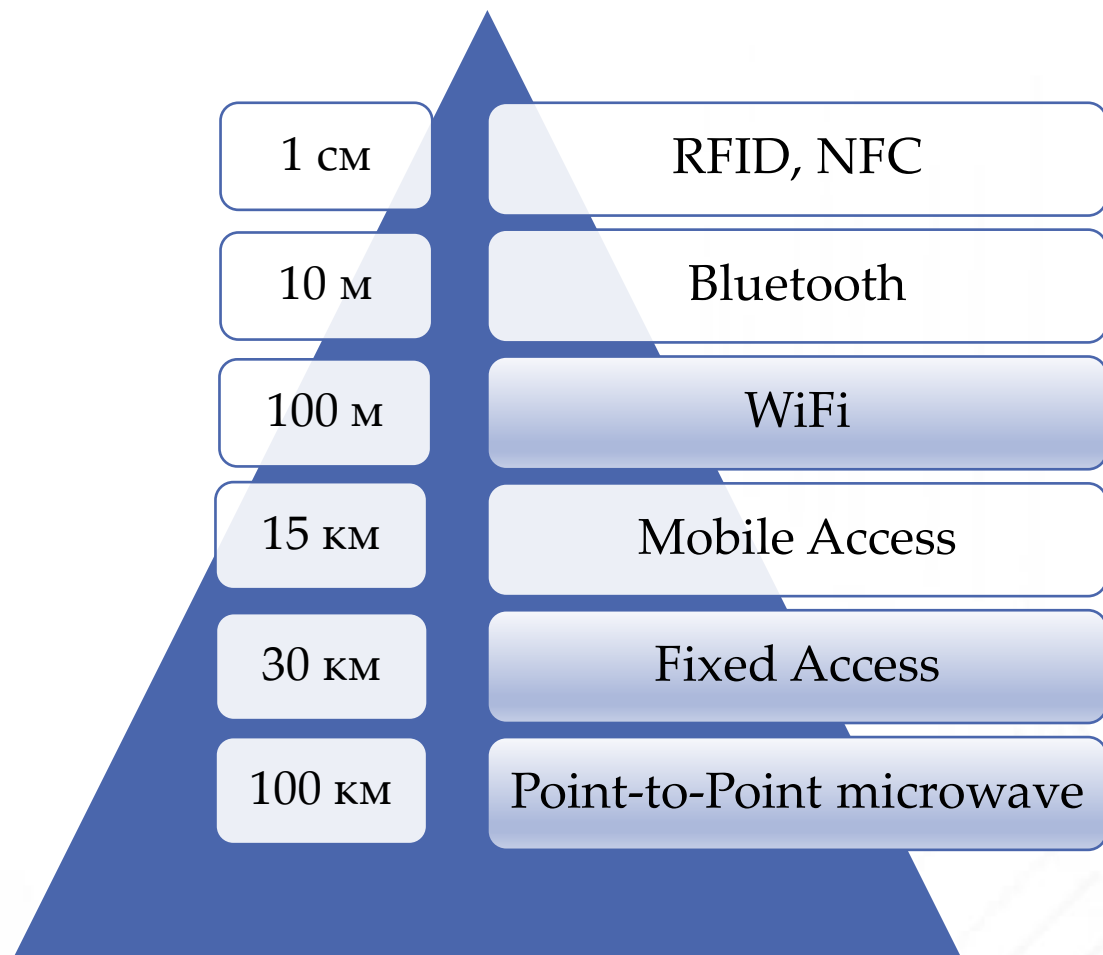 1 см
RFID, NFC
10 м
Bluetooth
100 м
WiFi
15 км
Mobile Access
30 км
Fixed Access
100 км
Point-to-Point microwave